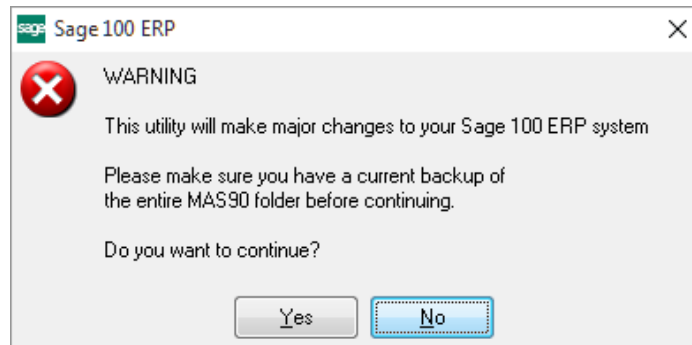 sage Sage 100 ERP
WARNING
This utility will make major changes to your Sage 100 ERP system
Please make sure you have a current backup of
the entire MAS90 folder before continuing.
Do you want to continue?
Yes No